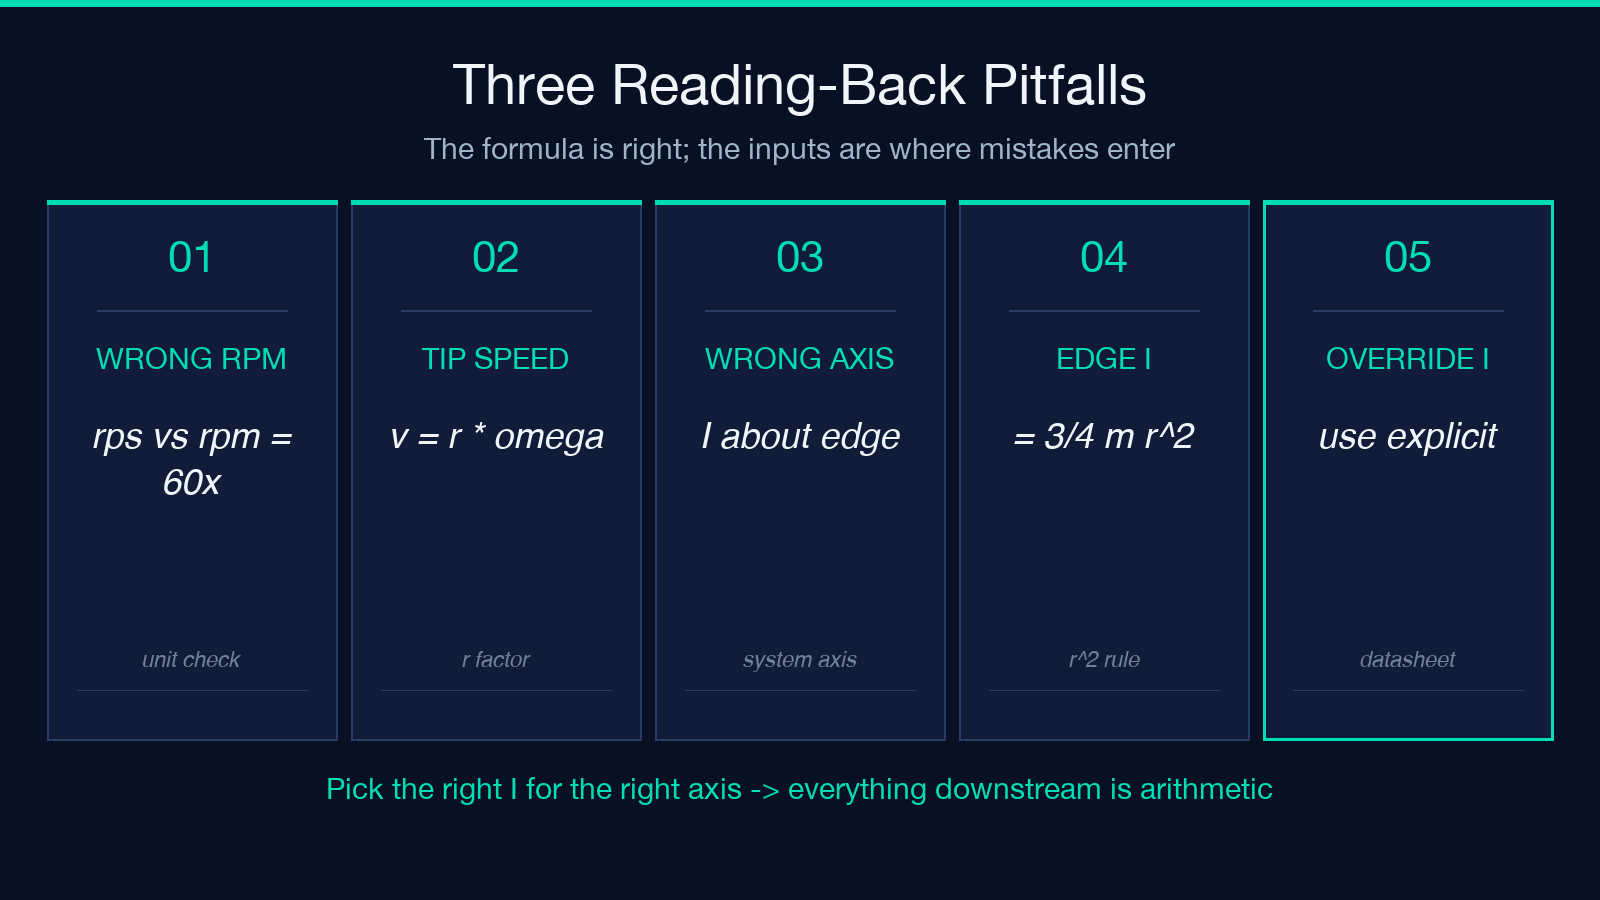 Three Reading-Back Pitfalls
The formula is right; the inputs are where mistakes enter
01
WRONG RPM
rps vs rpm =
60x
unit check
02
TIP SPEED
v = r * omega
r factor
03
WRONG AXIS
I about edge
system axis
04
EDGE I
= 3/4 m r^2
r^2 rule
05
OVERRIDE I
use explicit
datasheet
Pick the right I for the right axis -> everything downstream is arithmetic